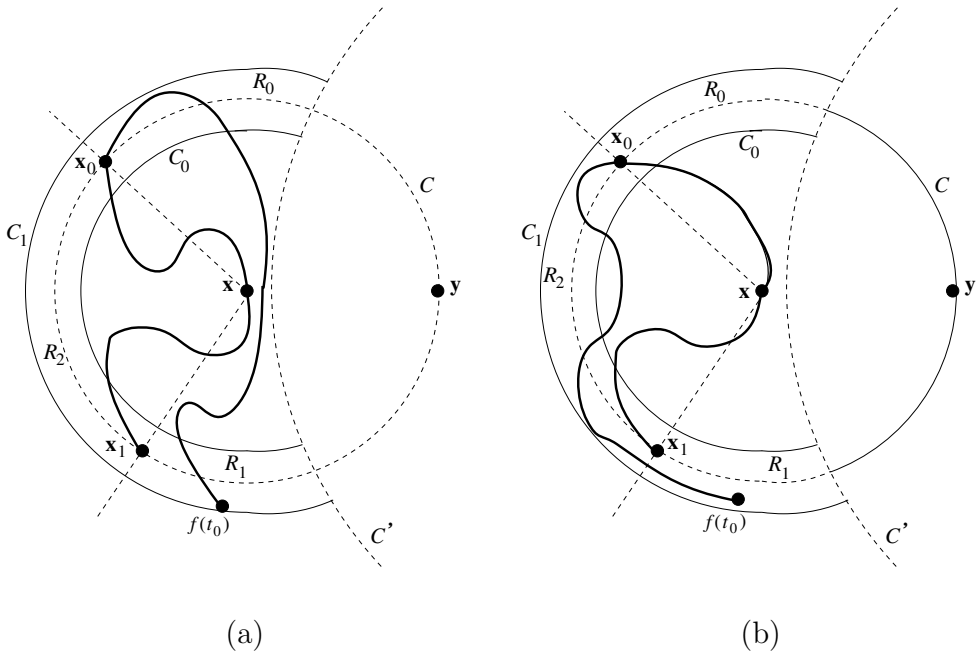 R0
x0
C0
C
C1
x
y
R2
x1
R1
f(t0)
C'
(a)
R0
x0
C0
C
C1
R2
x
y
x1
R1
f(t0)
C'
(b)